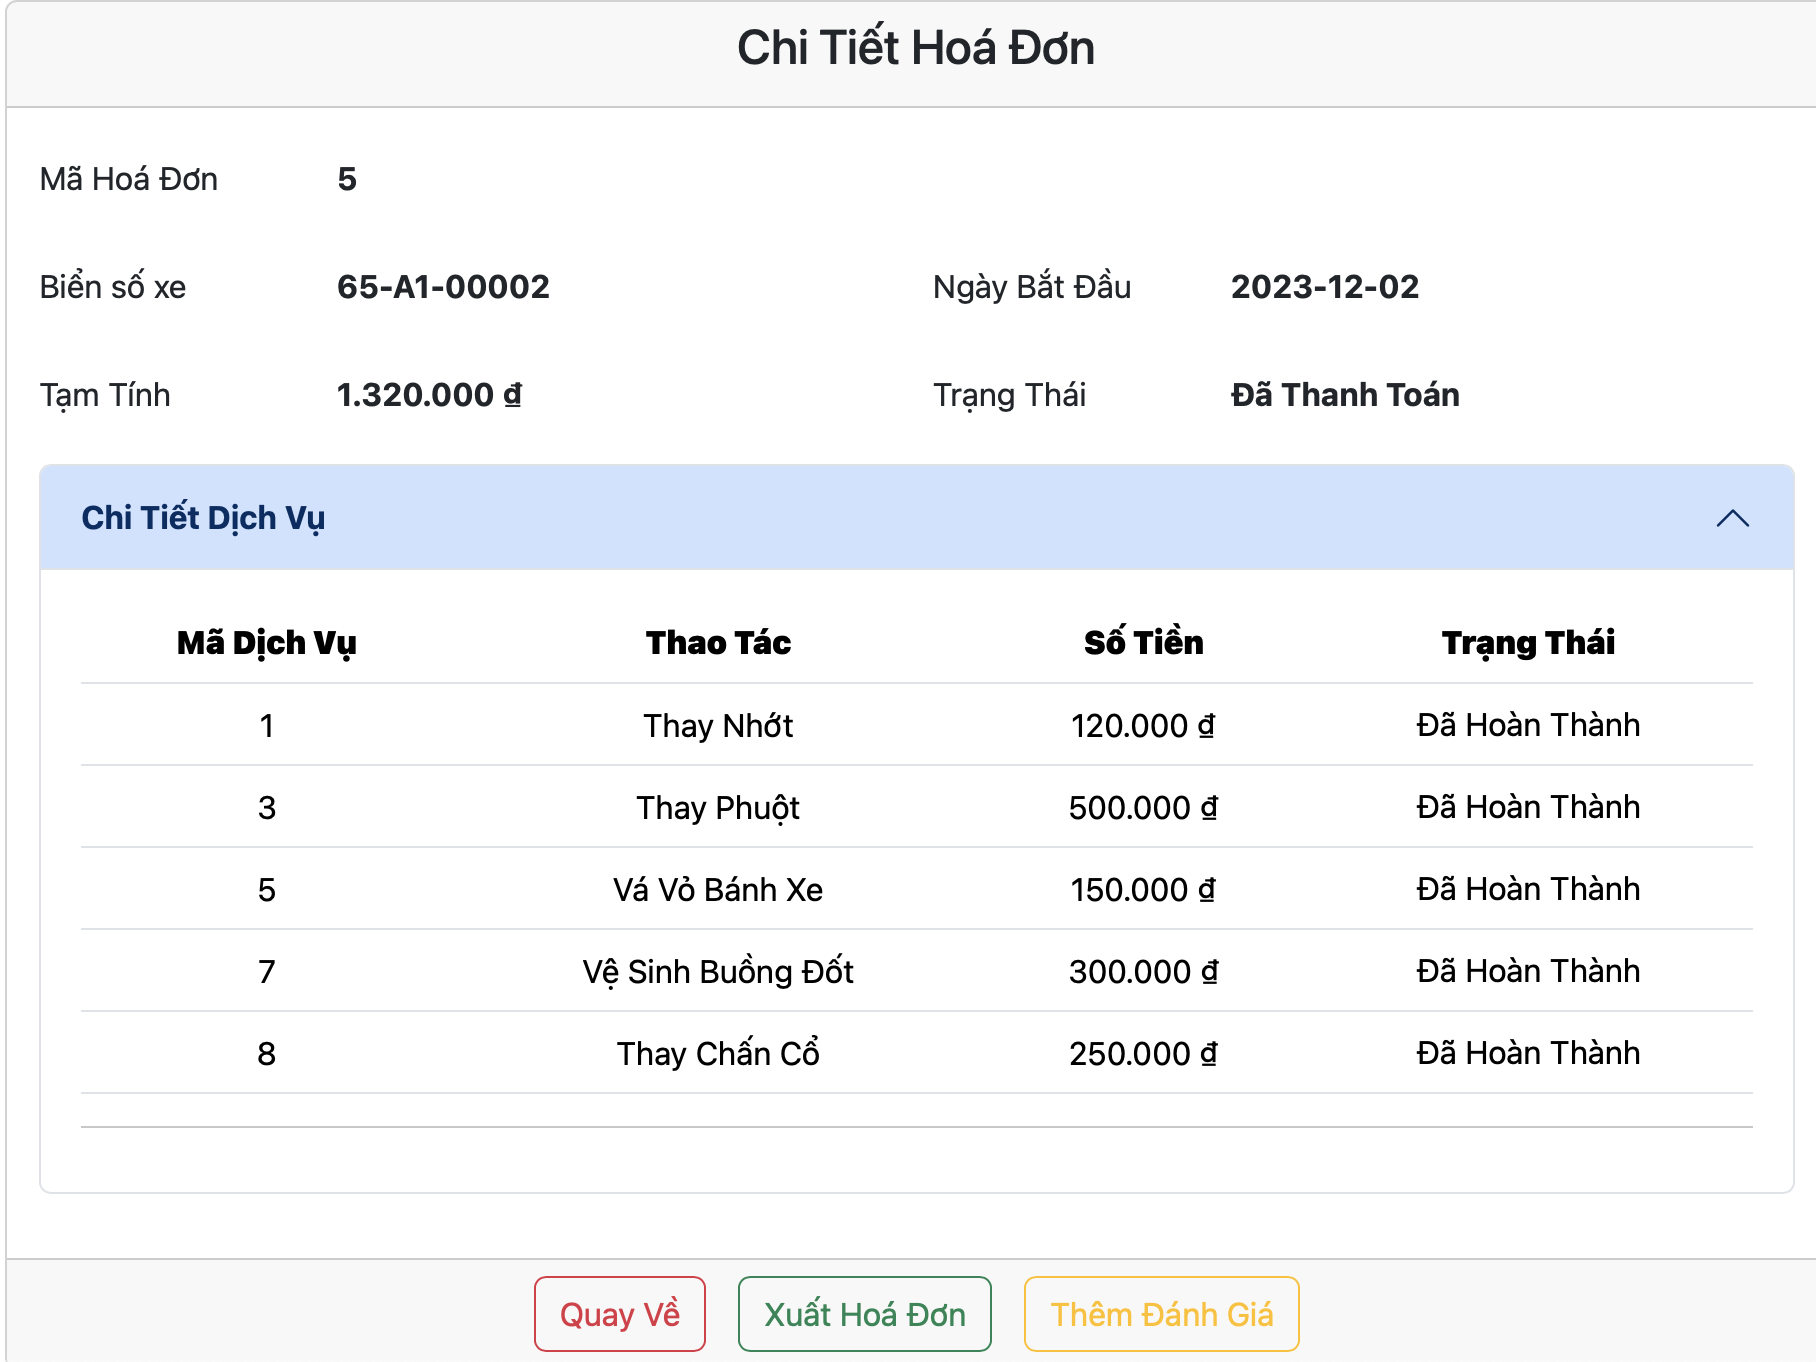 Chi Tiết Hoá Đơn
Mã Hoá Đơn 5
Biển số xe 65-A1-00002 Ngày Bắt Đầu 2023-12-02
Tạm Tính 1.320.000 ₫ Trạng Thái Đã Thanh Toán
Chi Tiết Dịch Vụ
Mã Dịch Vụ Thao Tác Số Tiền Trạng Thái
1 Thay Nhớt 120.000 ₫ Đã Hoàn Thành
3 Thay Phuột 500.000 ₫ Đã Hoàn Thành
5 Vá Vỏ Bánh Xe 150.000 ₫ Đã Hoàn Thành
7 Vệ Sinh Buồng Đốt 300.000 ₫ Đã Hoàn Thành
8 Thay Chấn Cổ 250.000 ₫ Đã Hoàn Thành
Quay Về Xuất Hoá Đơn Thêm Đánh Giá